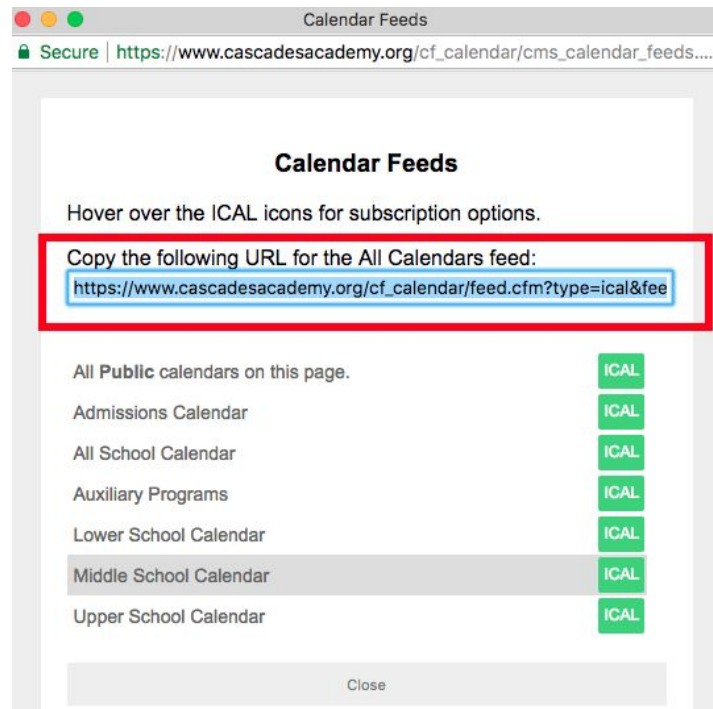 Calendar Feeds
Secure | https://www.cascadesacademy.org/cf_calendar/cms_calendar_feeds....
Calendar Feeds
Hover over the ICAL icons for subscription options.
Copy the following URL for the All Calendars feed:
https://www.cascadesacademy.org/cf_calendar/feed.cfm?type=ical&fee
All Public calendars on this page. ICAL
Admissions Calendar ICAL
All School Calendar ICAL
Auxiliary Programs ICAL
Lower School Calendar ICAL
Middle School Calendar ICAL
Upper School Calendar ICAL
Close